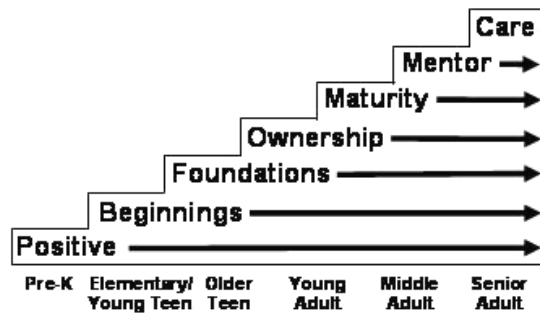 Care
Mentor
Maturity
Ownership
Foundations
Beginnings
Positive
Pre-K Elementary/ Older Young Middle Senior
Young Teen Teen Adult Adult Adult